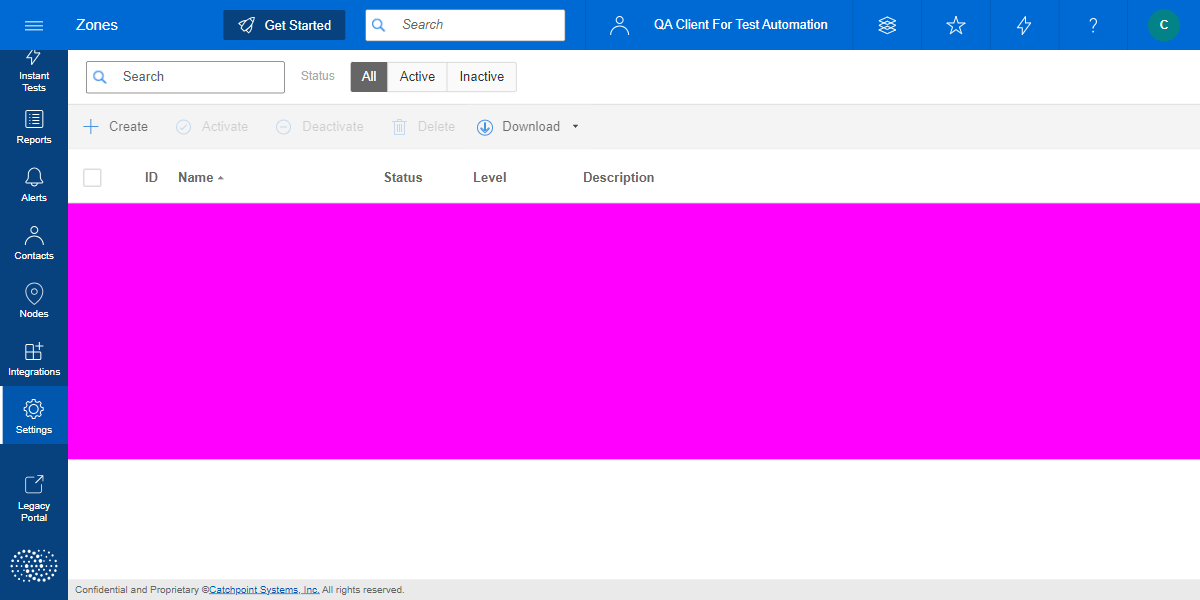 Zones
Get Started
Search
QA Client For Test Automation
?
C
Instant
Tests
Reports
Alerts
Contacts
Nodes
Integrations
Settings
Legacy
Portal
Search
Status
All
Active
Inactive
Create
Activate
Deactivate
Delete
Download
ID
Name
Status
Level
Description
Confidential and Proprietary ©Catchpoint Systems, Inc. All rights reserved.